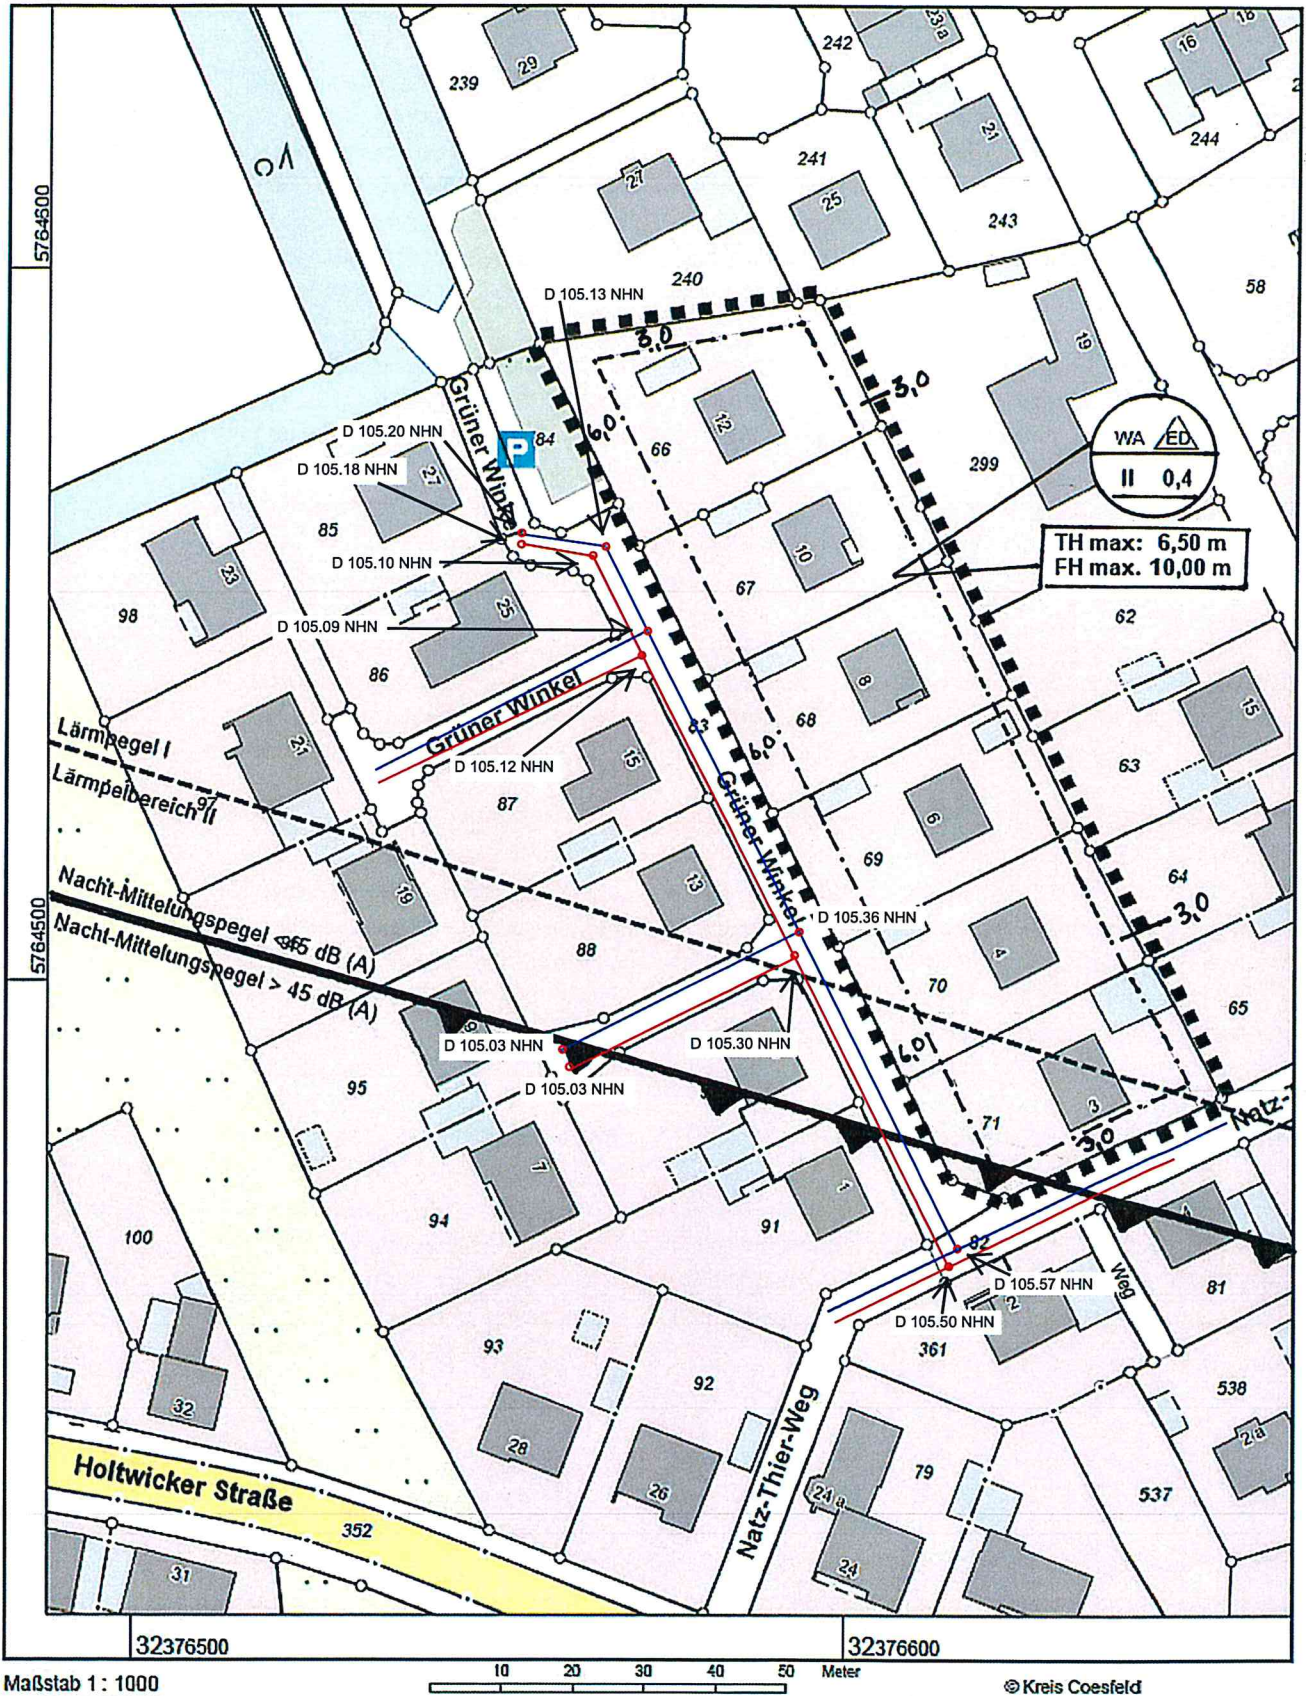 239
29
242
23a
16
18
244
21
241
27
25
243
5764600
240
58
D 105.13 NHN
3,0
19
3,0
Grüner Winkel
84
P
6,0
12
66
299
WA ED
II 0,4
D 105.20 NHN
D 105.18 NHN
27
85
TH max: 6,50 m
FH max. 10,00 m
10
D 105.10 NHN
23
98
25
67
62
D 105.09 NHN
86
8
Grüner Winkel
68
15
83
6,0
21
Lärmpegel I
Lärmpelbereich II
97
D 105.12 NHN
15
87
63
Grüner Winkel
6
69
64
13
19
Nacht-Mittelungspegel <45 dB (A)
Nacht-Mittelungspegel > 45 dB (A)
5764500
88
D 105.36 NHN
3,0
4
70
65
D 105.03 NHN
D 105.30 NHN
6,0
D 105.03 NHN
95
71
3
3,0
Natz-
7
94
91
1
100
82
D 105.57 NHN
Weg
81
D 105.50 NHN
2
361
93
92
32
28
26
538
2a
Natz-Thier-Weg
79
24a
537
Holtwicker Straße
352
31
24
32376500
32376600
Maßstab 1 : 1000
10 20 30 40 50 Meter
© Kreis Coesfeld